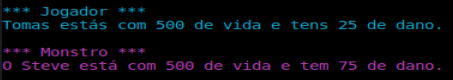 *** Jogador ***
Tomas estás com 500 de vida e tens 25 de dano.
*** Monstro ***
O Steve está com 500 de vida e tem 75 de dano.